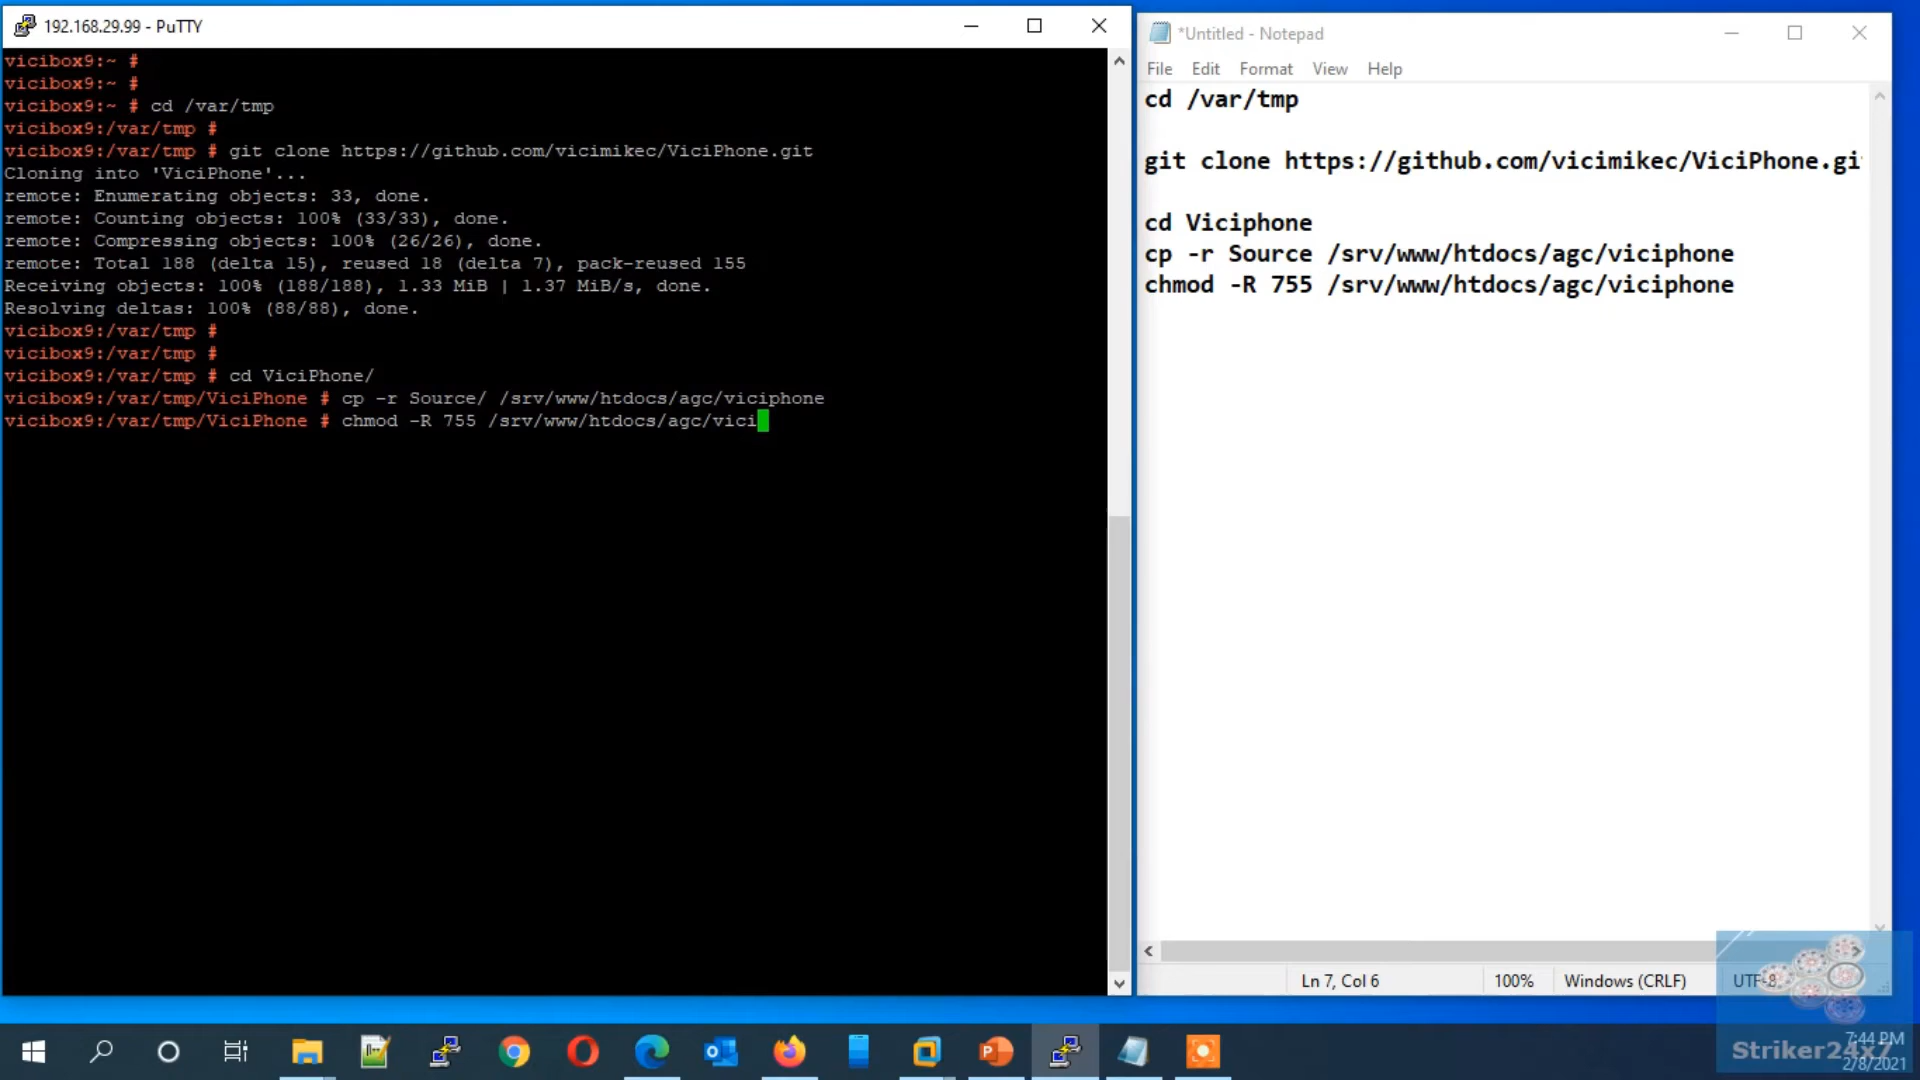 192.168.29.99 - PuTTY
vicibox9:~ #
vicibox9:~ #
vicibox9:~ # cd /var/tmp
vicibox9:/var/tmp #
vicibox9:/var/tmp # git clone https://github.com/vicimikec/ViciPhone.git
Cloning into 'ViciPhone'...
remote: Enumerating objects: 33, done.
remote: Counting objects: 100% (33/33), done.
remote: Compressing objects: 100% (26/26), done.
remote: Total 188 (delta 15), reused 18 (delta 7), pack-reused 155
Receiving objects: 100% (188/188), 1.33 MiB | 1.37 MiB/s, done.
Resolving deltas: 100% (88/88), done.
vicibox9:/var/tmp #
vicibox9:/var/tmp #
vicibox9:/var/tmp # cd ViciPhone/
vicibox9:/var/tmp/ViciPhone # cp -r Source/ /srv/www/htdocs/agc/viciphone
vicibox9:/var/tmp/ViciPhone # chmod -R 755 /srv/www/htdocs/agc/vici
*Untitled - Notepad
File Edit Format View Help
cd /var/tmp
git clone https://github.com/vicimikec/ViciPhone.gi
cd Viciphone
cp -r Source /srv/www/htdocs/agc/viciphone
chmod -R 755 /srv/www/htdocs/agc/viciphone
Ln 7, Col 6 100% Windows (CRLF) UTF-8
7:44 PM
Striker24x7
2/8/2021